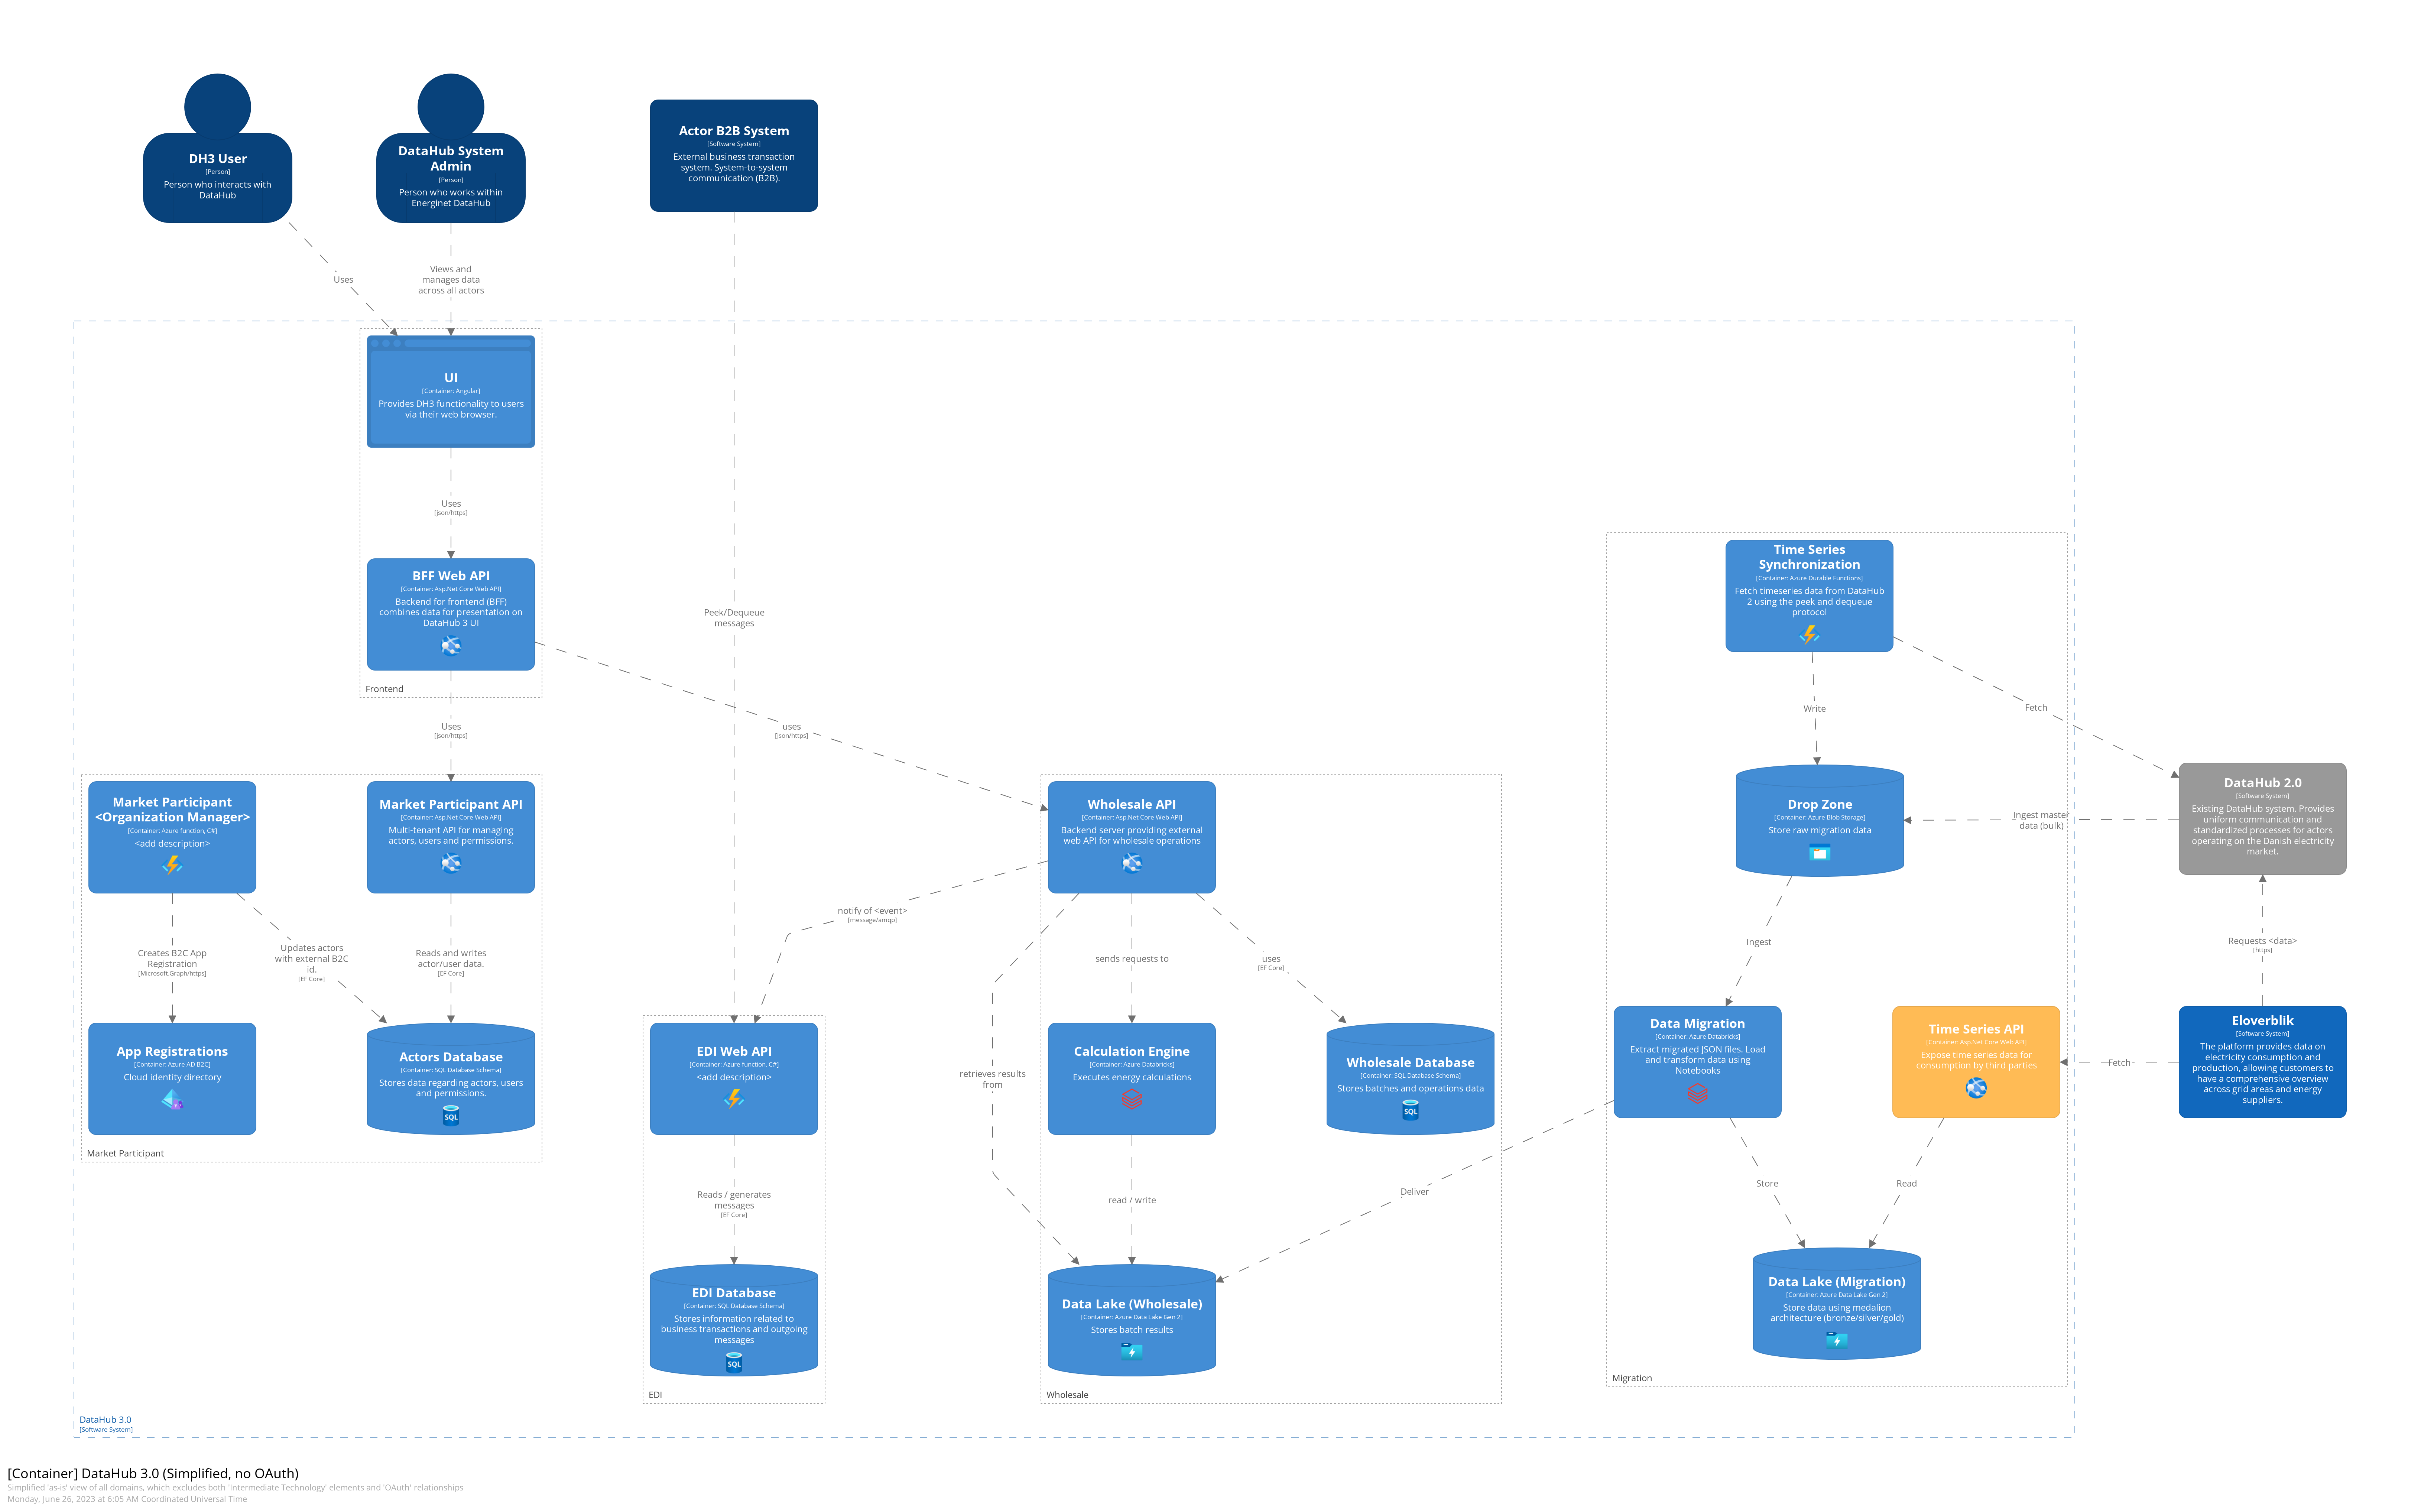 DH3 User
[Person]
Person who interacts with
DataHub
DataHub System
Admin
[Person]
Person who works within
Energinet DataHub
Actor B2B System
[Software System]
External business transaction
system. System-to-system
communication (B2B).
Uses
Views and
manages data
across all actors
UI
[Container: Angular]
Provides DH3 functionality to users
via their web browser.
Uses
[json/https]
BFF Web API
[Container: Asp.Net Core Web API]
Backend for frontend (BFF)
combines data for presentation on
DataHub 3 UI
Frontend
Peek/Dequeue
messages
Uses
[json/https]
uses
[json/https]
Time Series
Synchronization
[Container: Azure Durable Functions]
Fetch timeseries data from DataHub
2 using the peek and dequeue
protocol
Write
Fetch
Market Participant
<Organization Manager>
[Container: Azure function, C#]
<add description>
Market Participant API
[Container: Asp.Net Core Web API]
Multi-tenant API for managing
actors, users and permissions.
Wholesale API
[Container: Asp.Net Core Web API]
Backend server providing external
web API for wholesale operations
Drop Zone
[Container: Azure Blob Storage]
Store raw migration data
Ingest master
data (bulk)
DataHub 2.0
[Software System]
Existing DataHub system. Provides
uniform communication and
standardized processes for actors
operating on the Danish electricity
market.
Creates B2C App
Registration
[Microsoft.Graph/https]
Updates actors
with external B2C
id.
[EF Core]
Reads and writes
actor/user data.
[EF Core]
notify of <event>
[message/amqp]
sends requests to
uses
[EF Core]
Ingest
Requests <data>
[https]
App Registrations
[Container: Azure AD B2C]
Cloud identity directory
Actors Database
[Container: SQL Database Schema]
Stores data regarding actors, users
and permissions.
SQL
Market Participant
EDI Web API
[Container: Azure function, C#]
<add description>
retrieves results
from
Calculation Engine
[Container: Azure Databricks]
Executes energy calculations
Wholesale Database
[Container: SQL Database Schema]
Stores batches and operations data
SQL
Data Migration
[Container: Azure Databricks]
Extract migrated JSON files. Load
and transform data using
Notebooks
Time Series API
[Container: Asp.Net Core Web API]
Expose time series data for
consumption by third parties
Fetch
Eloverblik
[Software System]
The platform provides data on
electricity consumption and
production, allowing customers to
have a comprehensive overview
across grid areas and energy
suppliers.
Reads / generates
messages
[EF Core]
read / write
Deliver
Store
Read
EDI Database
[Container: SQL Database Schema]
Stores information related to
business transactions and outgoing
messages
SQL
EDI
Data Lake (Wholesale)
[Container: Azure Data Lake Gen 2]
Stores batch results
Wholesale
Data Lake (Migration)
[Container: Azure Data Lake Gen 2]
Store data using medalion
architecture (bronze/silver/gold)
Migration
DataHub 3.0
[Software System]
[Container] DataHub 3.0 (Simplified, no OAuth)
Simplified 'as-is' view of all domains, which excludes both 'Intermediate Technology' elements and 'OAuth' relationships
Monday, June 26, 2023 at 6:05 AM Coordinated Universal Time